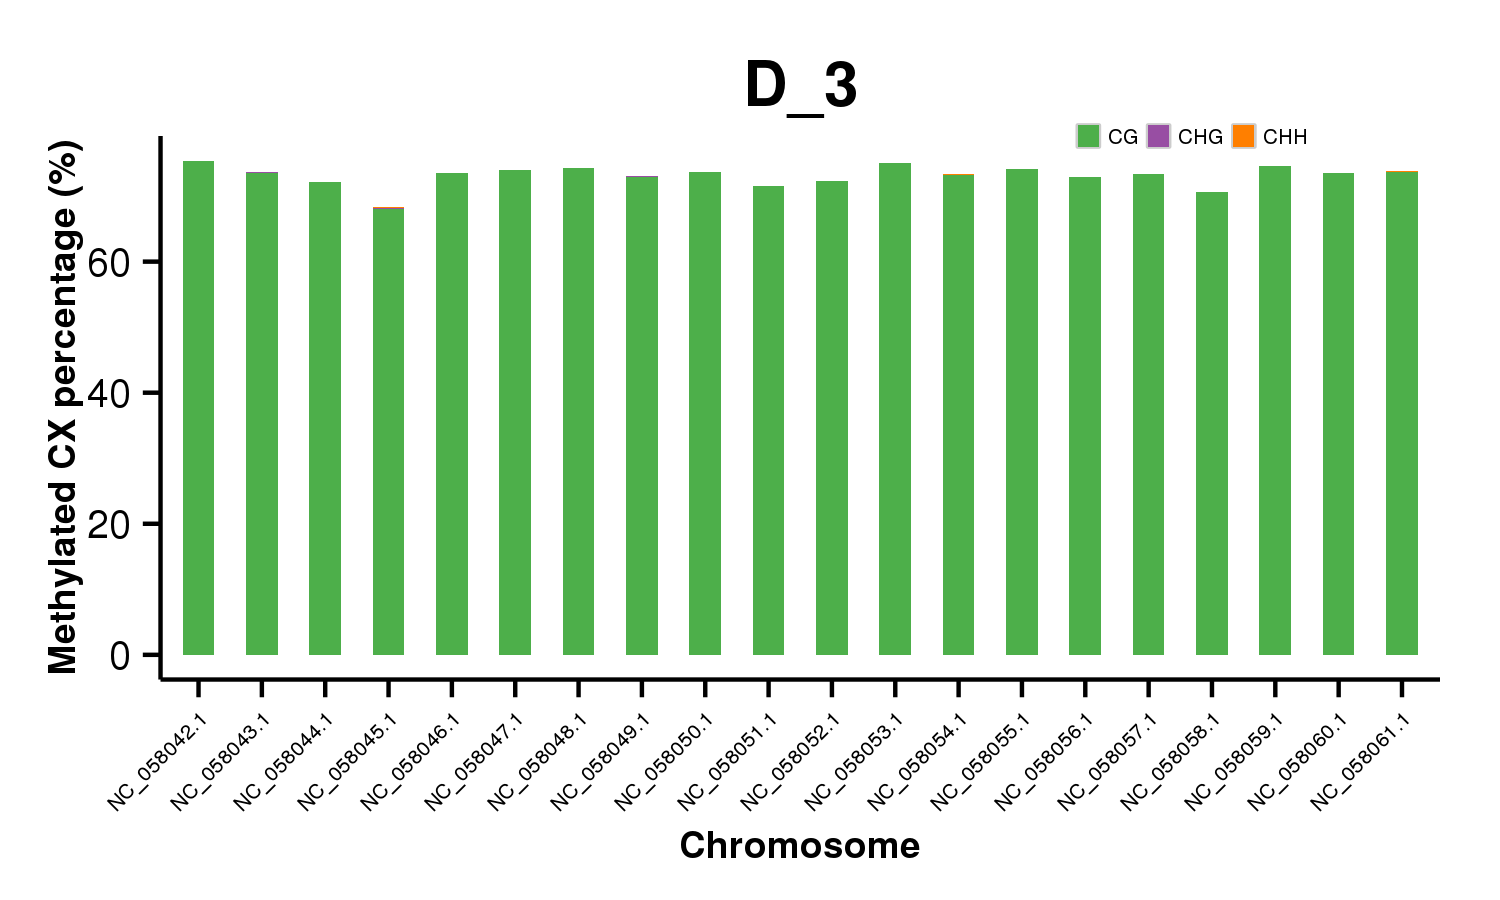 D_3
CG CHG CHH
Methylated CX percentage (%)
60
40
20
0
NC_058042.1
NC_058043.1
NC_058044.1
NC_058045.1
NC_058046.1
NC_058047.1
NC_058048.1
NC_058049.1
NC_058050.1
NC_058051.1
NC_058052.1
NC_058053.1
NC_058054.1
NC_058055.1
NC_058056.1
NC_058057.1
NC_058058.1
NC_058059.1
NC_058060.1
NC_058061.1
Chromosome